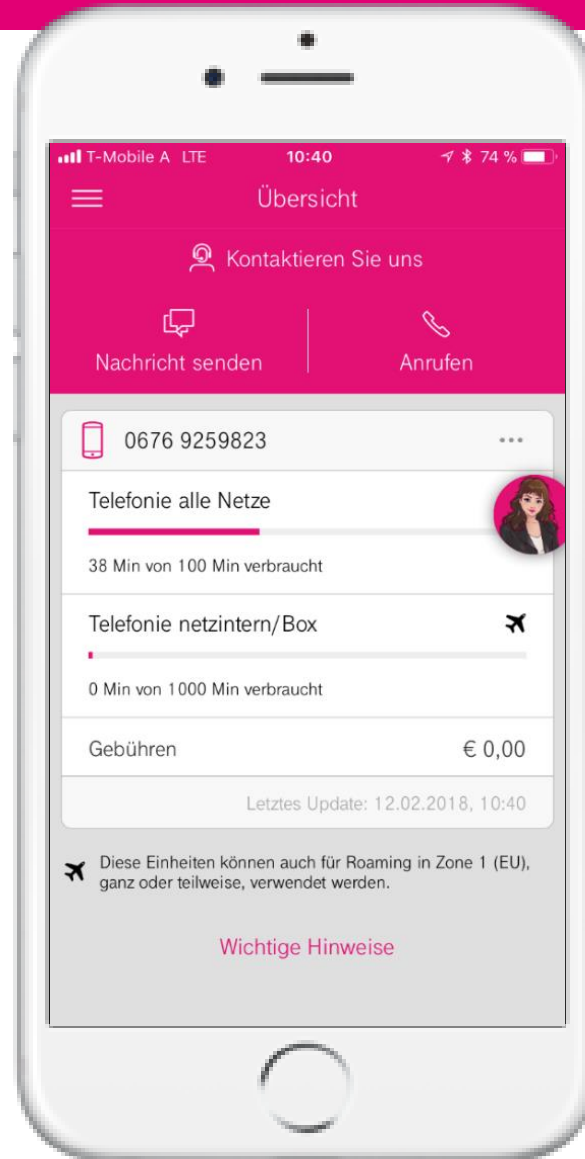 T-Mobile A LTE 10:40 74 %
Übersicht
Kontaktieren Sie uns
Nachricht senden Anrufen
0676 9259823
Telefonie alle Netze
38 Min von 100 Min verbraucht
Telefonie netzintern/Box
0 Min von 1000 Min verbraucht
Gebühren € 0,00
Letztes Update: 12.02.2018, 10:40
Diese Einheiten können auch für Roaming in Zone 1 (EU),
ganz oder teilweise, verwendet werden.
Wichtige Hinweise